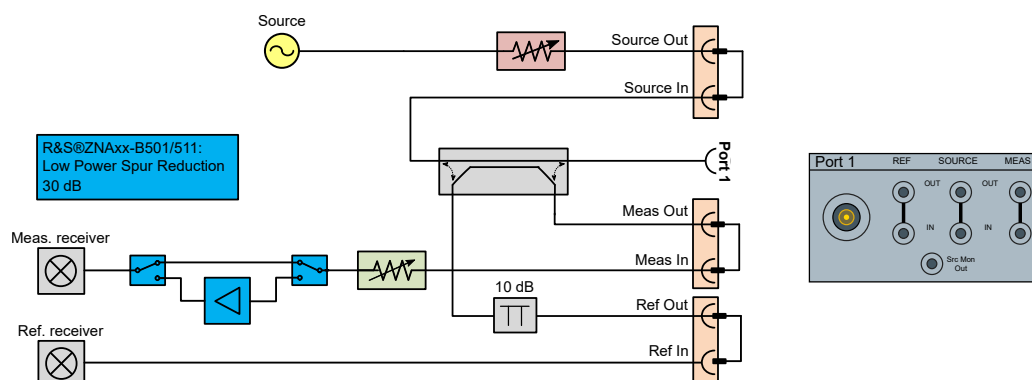 Source
Source Out
Source In
R&S®ZNAxx-B501/511:
Low Power Spur Reduction
30 dB
Port 1
Meas Out
Meas. receiver
Meas In
10 dB
Ref Out
Ref. receiver
Ref In
Port 1 REF SOURCE MEAS
OUT OUT
IN IN
Src Mon
Out